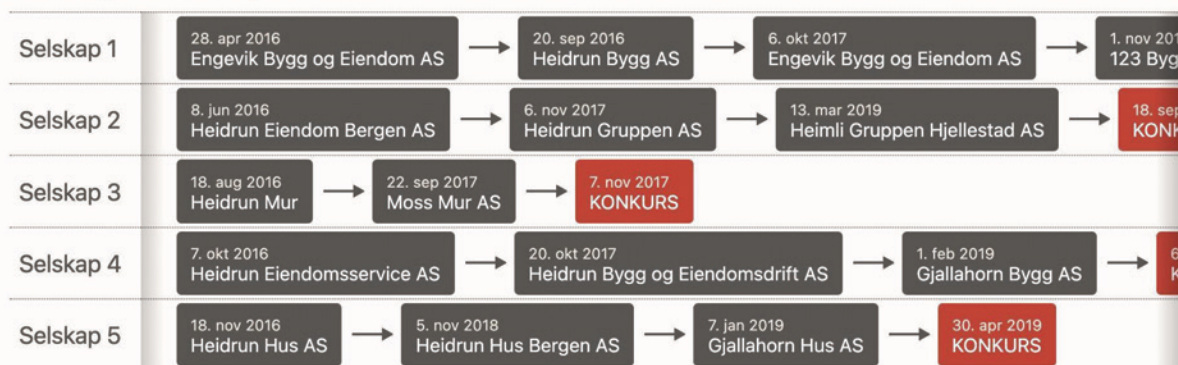 Selskap 1
28. apr 2016
Engevik Bygg og Eiendom AS
20. sep 2016
Heidrun Bygg AS
6. okt 2017
Engevik Bygg og Eiendom AS
1. nov
123
Selskap 2
8. jun 2016
Heidrun Eiendom Bergen AS
6. nov 2017
Heidrun Gruppen AS
13. mar 2019
Heimli Gruppen Hjellestad AS
18.
Selskap 3
18. aug 2016
Heidrun Mur
22. sep 2017
Moss Mur AS
7. nov 2017
KONKURS
Selskap 4
7. okt 2016
Heidrun Eiendomsservice AS
20. okt 2017
Heidrun Bygg og Eiendomsdrift AS
1. feb 2019
Gjallahorn Bygg AS
Selskap 5
18. nov 2016
Heidrun Hus AS
5. nov 2018
Heidrun Hus Bergen AS
7. jan 2019
Gjallahorn Hus AS
30. apr 2019
KONKURS